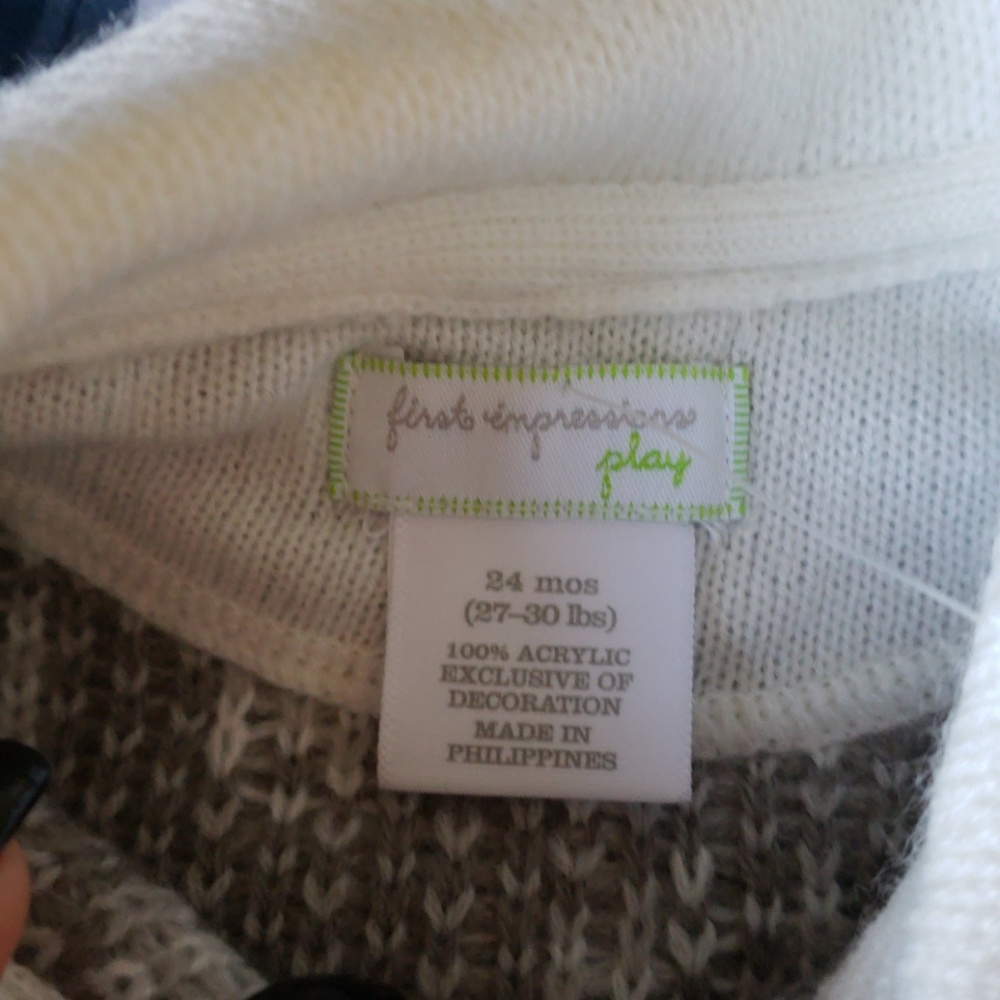 first impressions
play
24 mos
(27–30 lbs)
100% ACRYLIC
EXCLUSIVE OF
DECORATION
MADE IN
PHILIPPINES